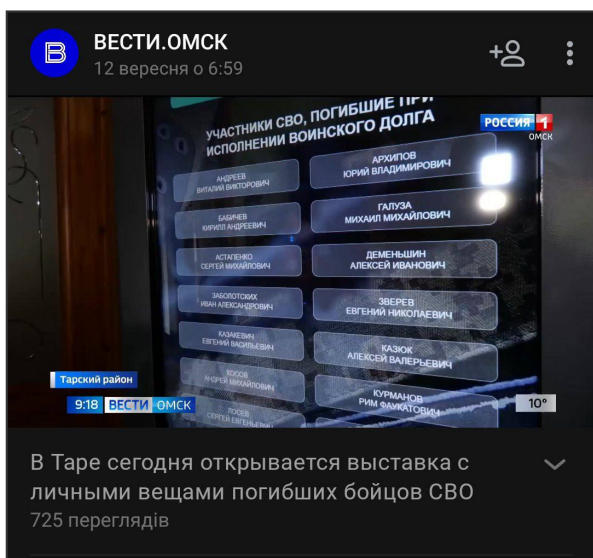 ВЕСТИ.ОМСК
12 вересня о 6:59
УЧАСТНИКИ СВО, ПОГИБШИЕ ПРИ
ИСПОЛНЕНИИ ВОИНСКОГО ДОЛГА
РОССИЯ 1
ОМСК
АНДРЕЕВ
ВИТАЛИЙ ВИКТОРОВИЧ
АРХИПОВ
ЮРИЙ ВЛАДИМИРОВИЧ
БАБИЧЕВ
КИРИЛЛ АНДРЕЕВИЧ
ГАЛУЗА
МИХАИЛ МИХАЙЛОВИЧ
АСТАПЕНКО
СЕРГЕЙ МИХАЙЛОВИЧ
ДЕМЕНЬШИН
АЛЕКСЕЙ ИВАНОВИЧ
ЗАБОЛОТСКИХ
ИВАН АЛЕКСАНДРОВИЧ
ЗВЕРЕВ
ЕВГЕНИЙ НИКОЛАЕВИЧ
КАЗАКЕВИЧ
ЕВГЕНИЙ ВАСИЛЬЕВИЧ
КАЗЮК
АЛЕКСЕЙ ВАЛЕРЬЕВИЧ
КОСОВ
АНДРЕЙ МИХАЙЛОВИЧ
КУРМАНОВ
РИМ ФАУКАТОВИЧ
ЛОСЕВ
СЕРГЕЙ ЕВГЕНЬЕВИЧ
Тарский район
9:18 ВЕСТИ ОМСК
10°
В Таре сегодня открывается выставка с
личными вещами погибших бойцов СВО
725 переглядів